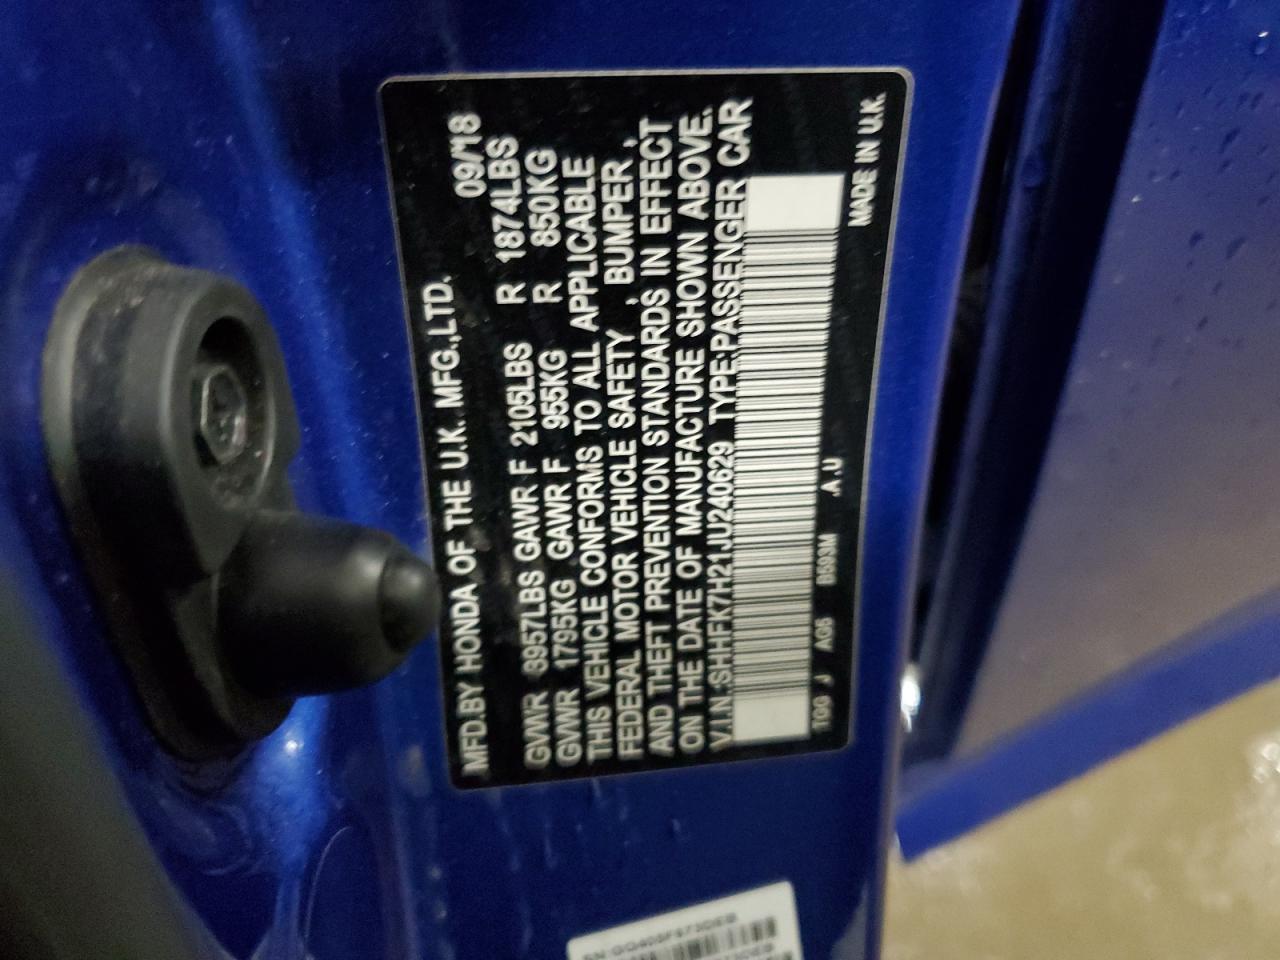 MFD.BY HONDA OF THE U.K. MFG.,LTD. 09/'18
GVWR 3957LBS GAWR F 2105LBS R 1874LBS
GVWR 1795KG GAWR F 955KG R 850KG
THIS VEHICLE CONFORMS TO ALL APPLICABLE
FEDERAL MOTOR VEHICLE SAFETY , BUMPER ,
AND THEFT PREVENTION STANDARDS IN EFFECT
ON THE DATE OF MANUFACTURE SHOWN ABOVE.
V.I.N.:SHHFK7H21JU240629 TYPE:PASSENGER CAR
TGG J AG5 B593M .A.U MADE IN U.K.